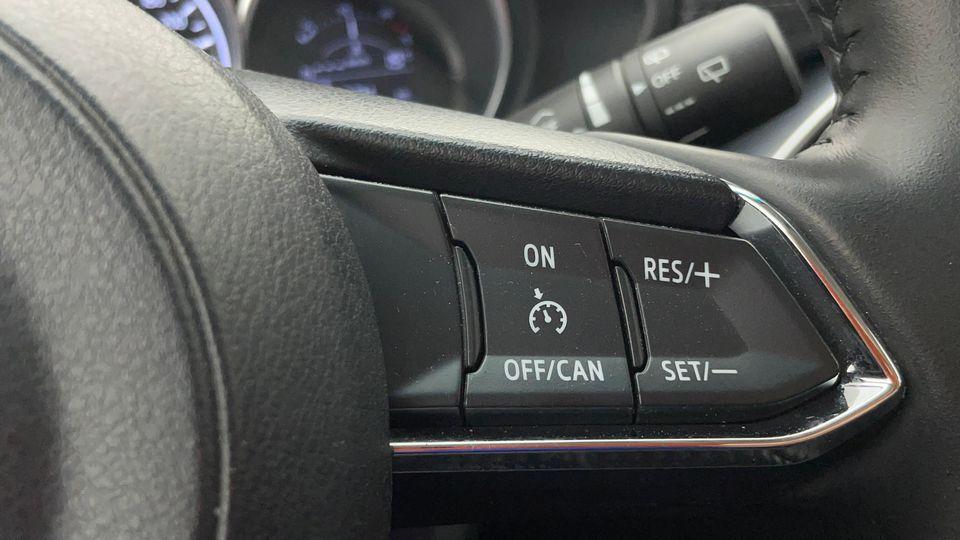 OFF
ON
RES/+
OFF/CAN
SET/–